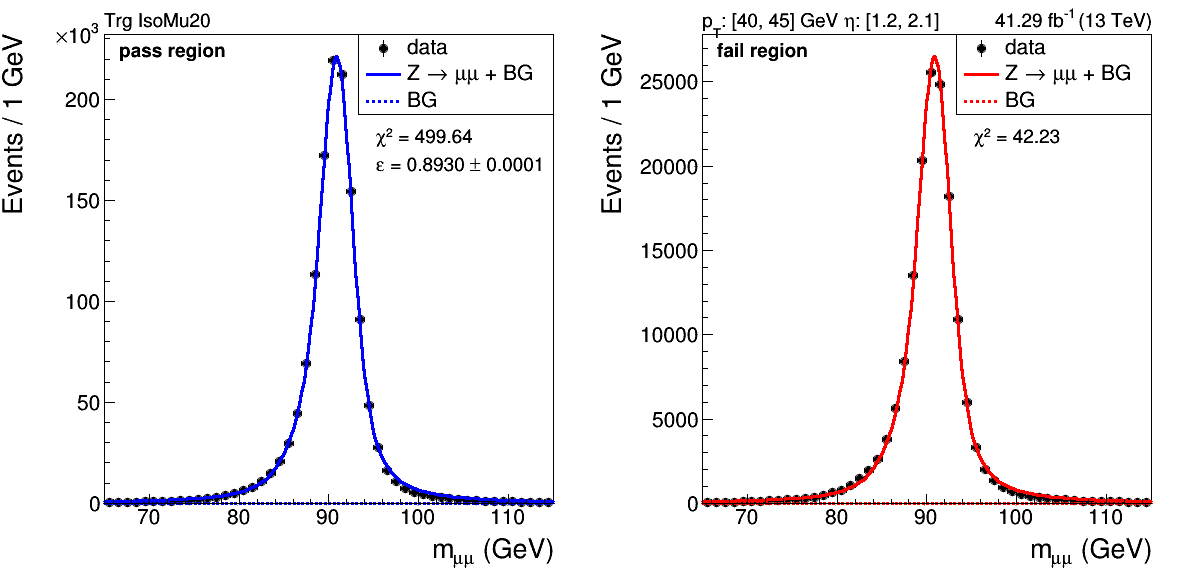 Trg IsoMu20
×10³
pass region
Events / 1 GeV
200
150
100
50
0
70 80 90 100 110
m_μμ (GeV)
data
Z → μμ + BG
BG
χ² = 499.64
ε = 0.8930 ± 0.0001
p_T: [40, 45] GeV η: [1.2, 2.1] 41.29 fb⁻¹ (13 TeV)
fail region
Events / 1 GeV
25000
20000
15000
10000
5000
0
70 80 90 100 110
m_μμ (GeV)
data
Z → μμ + BG
BG
χ² = 42.23